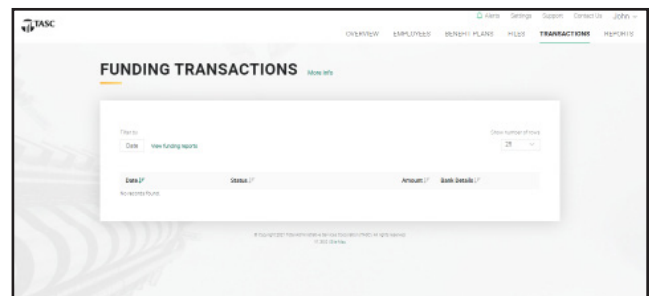 TASC
Alerts Settings Support Contact Us John
OVERVIEW EMPLOYEES BENEFIT PLANS FILES TRANSACTIONS REPORTS
FUNDING TRANSACTIONS More Info
Filter by
Show number of rows
Date View funding reports
25
Date Status Amount Bank Details
No records found.